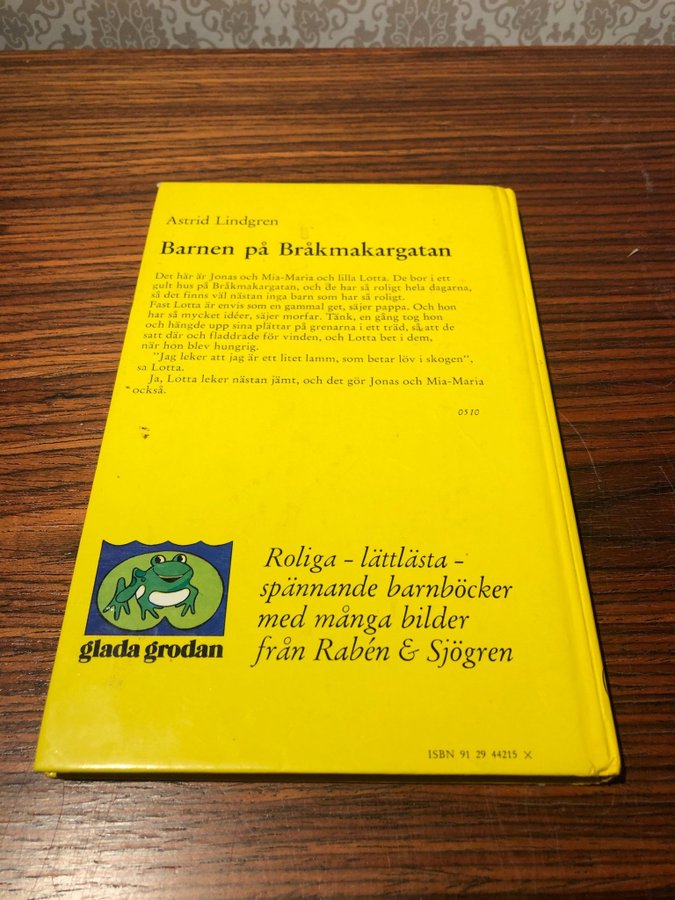 Astrid Lindgren
Barnen på Bråkmakargatan
Det här är Jonas och Mia-Maria och lilla Lotta. De bor i ett
gult hus på Bråkmakargatan, och de har så roligt hela dagarna,
så det finns väl nästan inga barn som har så roligt.
Fast Lotta är envis som en gammal get, säjer pappa. Och hon
har så mycket idéer, säjer morfar. Tänk, en gång tog hon
och hängde upp sina plättar på grenarna i ett träd, så att de
satt där och fladdrade för vinden, och Lotta bet i dem,
när hon blev hungrig.
"Jag leker att jag är ett litet lamm, som betar löv i skogen",
sa Lotta.
Ja, Lotta leker nästan jämt, och det gör Jonas och Mia-Maria
också.
0510
Roliga – lättlästa –
spännande barnböcker
med många bilder
från Rabén & Sjögren
glada grodan
ISBN 91 29 44215 X